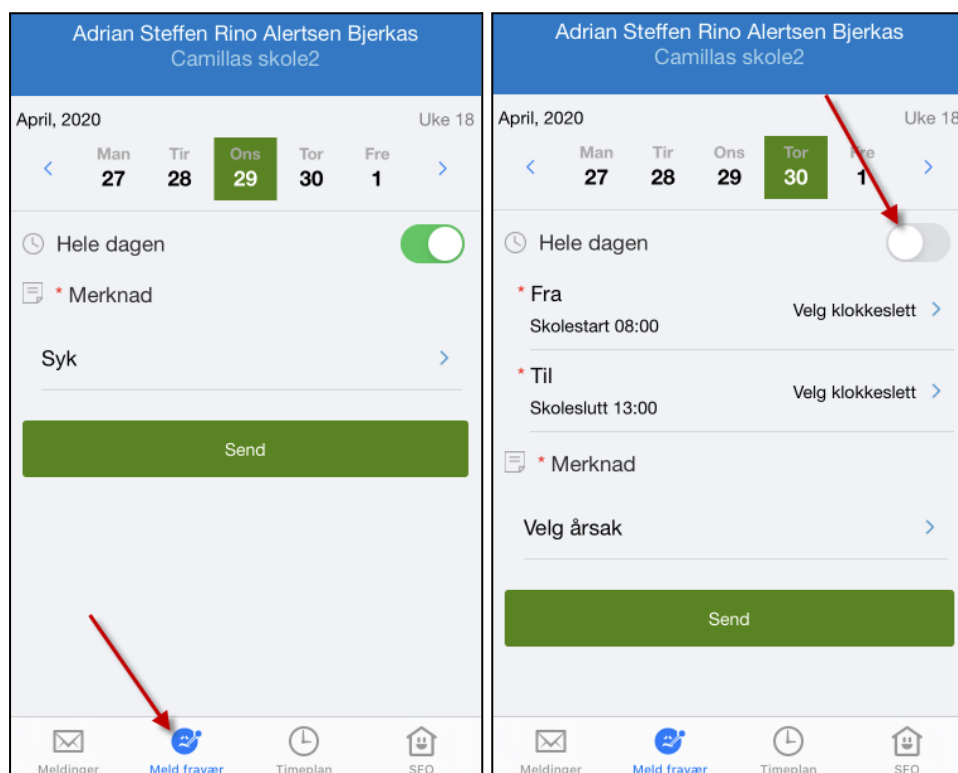 Adrian Steffen Rino Alertsen Bjerkas
Camillas skole2
April, 2020 Uke 18
Man Tir Ons Tor Fre
27 28 29 30 1
Hele dagen
* Merknad
Syk
Send
Meldinger Meld fravær Timeplan SFO
Adrian Steffen Rino Alertsen Bjerkas
Camillas skole2
April, 2020 Uke 18
Man Tir Ons Tor Fre
27 28 29 30 1
Hele dagen
* Fra
Skolestart 08:00 Velg klokkeslett
* Til
Skoleslutt 13:00 Velg klokkeslett
* Merknad
Velg årsak
Send
Meldinger Meld fravær Timeplan SFO